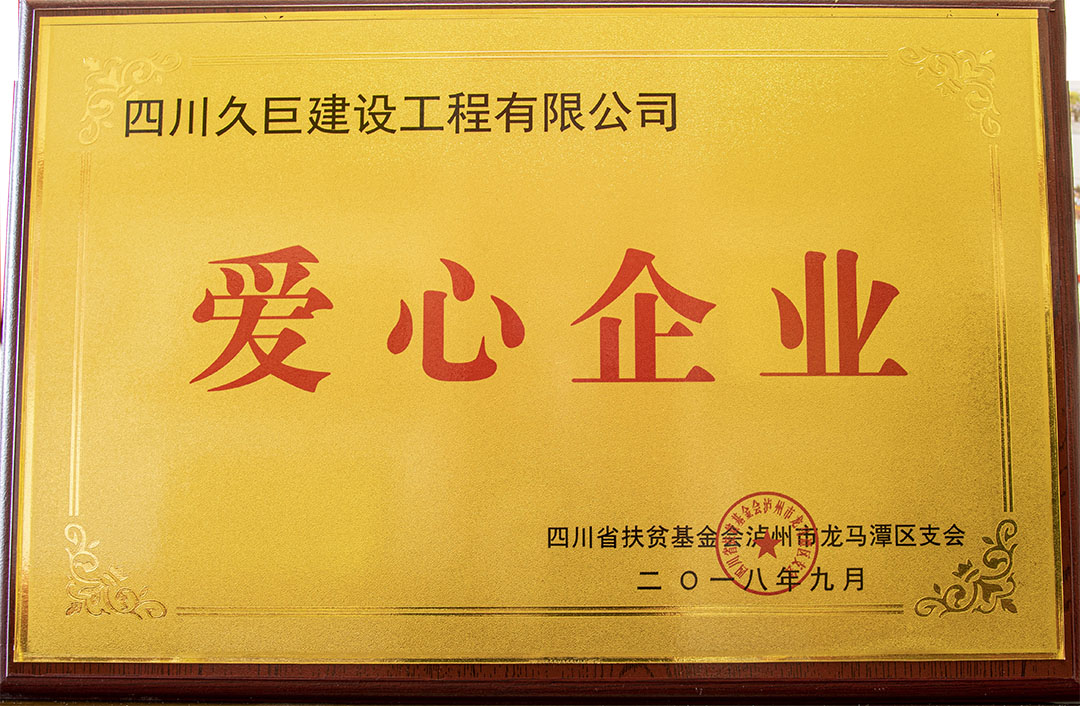 四川久巨建设工程有限公司
爱心企业
四川省扶贫基金会泸州市龙马潭区支会
二〇一八年九月